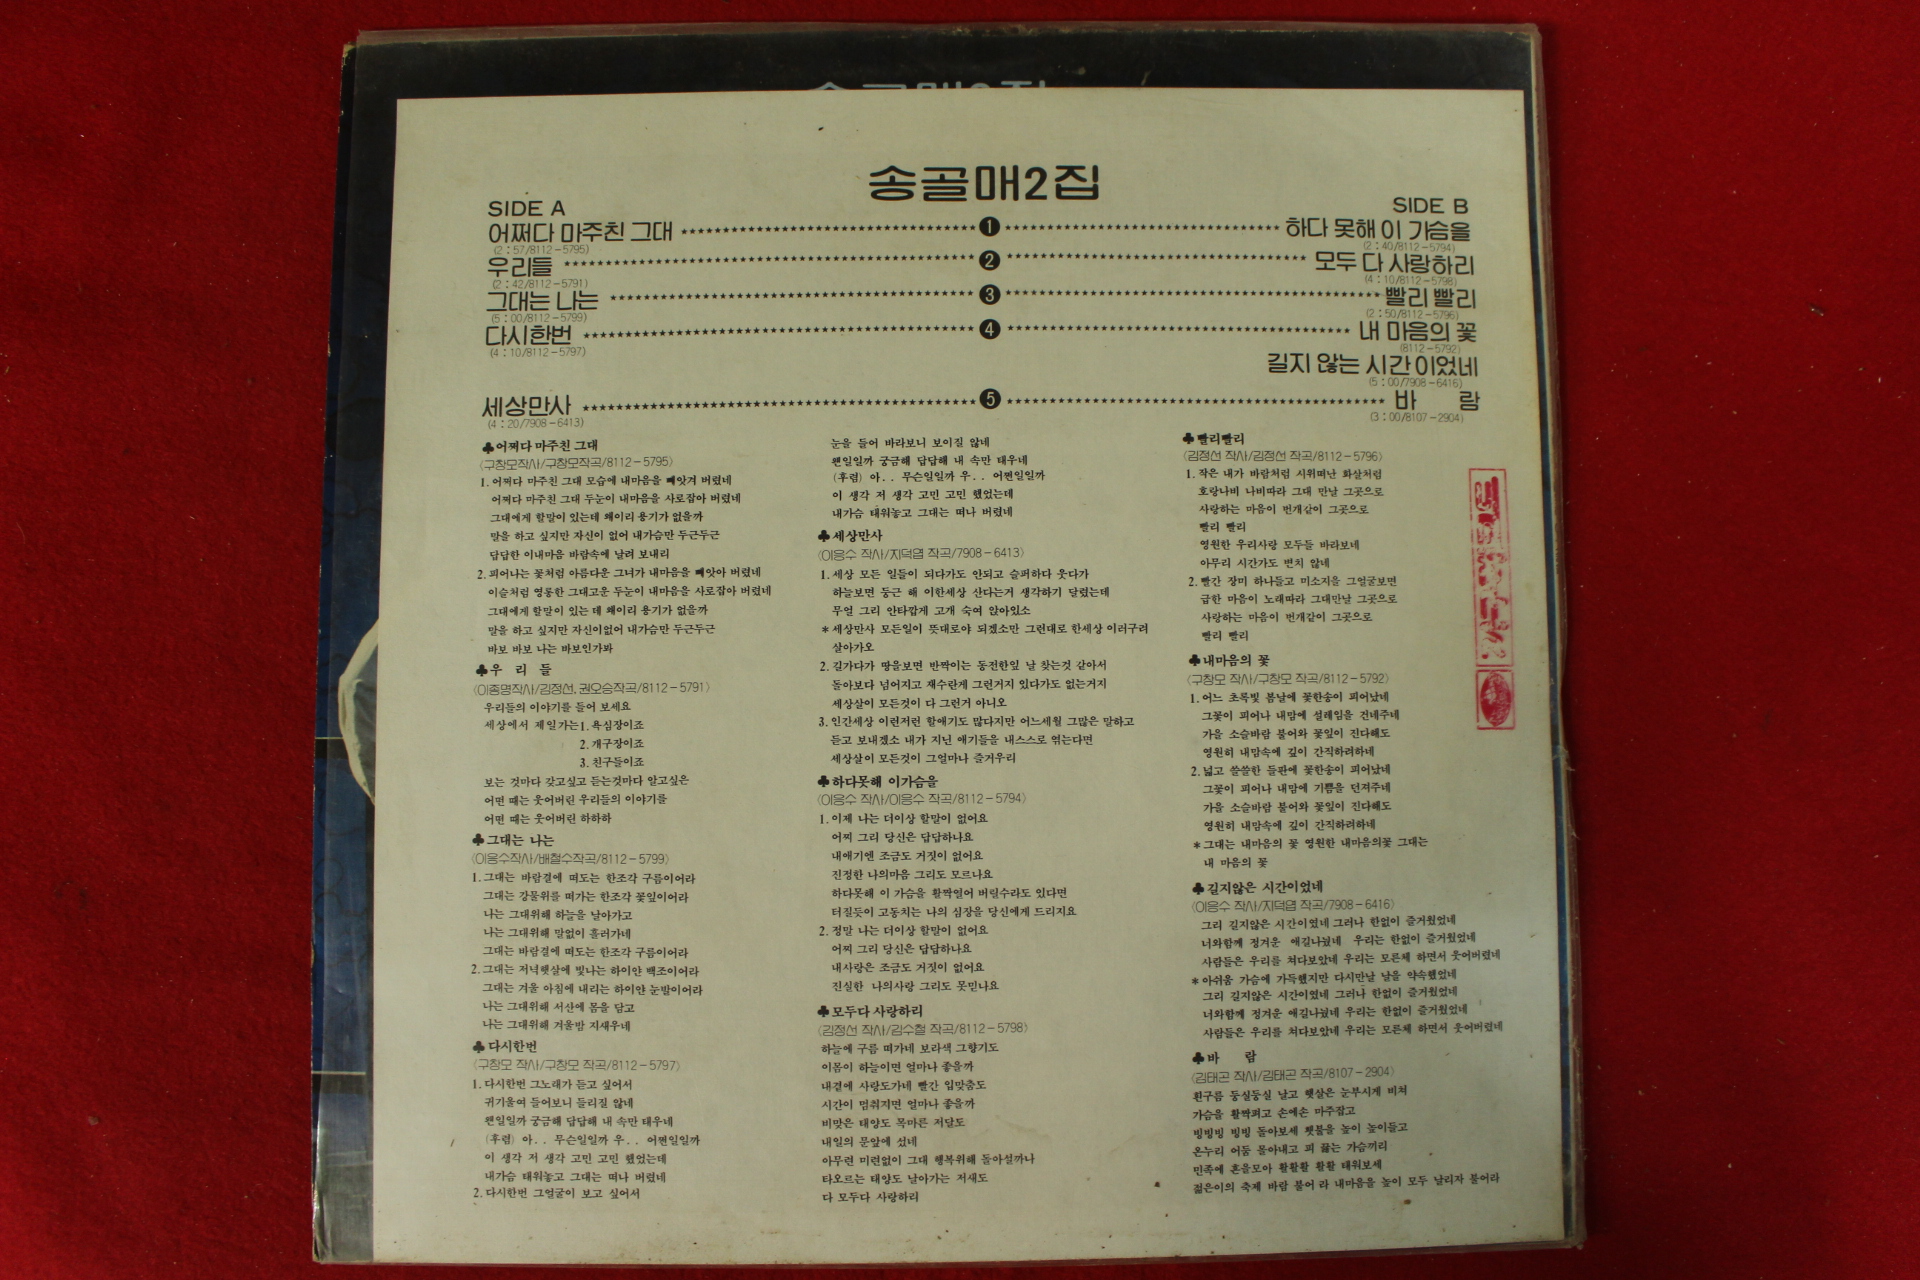 송골매2집
SIDE A
SIDE B
어쩌다 마주친 그대 1 하다 못해 이 가슴을
(2 : 57/8112－5795) (2 : 40/8112－5794)
우리들 2 모두 다 사랑하리
(2 : 42/8112－5791) (4 : 10/8112－5798)
그대는 나는 3 빨리 빨리
(5 : 00/8112－5799) (2 : 50/8112－5796)
다시한번 4 내 마음의 꽃
(4 : 10/8112－5797) (8112－5792)
길지 않는 시간이었네
(5 : 00/7908－6416)
세상만사 5 바 람
(4 : 20/7908－6413) (3 : 00/8107－2904)
♣어쩌다 마주친 그대
〈구창모작사/구창모작곡/8112－5795〉
1. 어쩌다 마주친 그대 모습에 내마음을 빼앗겨 버렸네
어쩌다 마주친 그대 두눈이 내마음을 사로잡아 버렸네
그대에게 할말이 있는데 왜이리 용기가 없을까
말을 하고 싶지만 자신이 없어 내가슴만 두근두근
답답한 이내마음 바람속에 날려 보내리
2. 피어나는 꽃처럼 아름다운 그녀가 내마음을 빼앗아 버렸네
이슬처럼 영롱한 그대고운 두눈이 내마음을 사로잡아 버렸네
그대에게 할말이 있는 데 왜이리 용기가 없을까
말을 하고 싶지만 자신이없어 내가슴만 두근두근
바보 바보 나는 바보인가봐
♣우 리 들
〈이종명작사/김정선, 권오승작곡/8112－5791〉
우리들의 이야기를 들어 보세요
세상에서 제일가는1. 욕심장이죠
2. 개구장이죠
3. 친구들이죠
보는 것마다 갖고싶고 듣는것마다 알고싶은
어떤 때는 웃어버린 우리들의 이야기를
어떤 때는 웃어버린 하하하
♣그대는 나는
〈이응수작사/배철수작곡/8112－5799〉
1. 그대는 바람결에 떠도는 한조각 구름이어라
그대는 강물위를 떠가는 한조각 꽃잎이어라
나는 그대위해 하늘을 날아가고
나는 그대위해 말없이 흘러가네
그대는 바람결에 떠도는 한조각 구름이어라
2. 그대는 저녁햇살에 빛나는 하이얀 백조이어라
그대는 겨울 아침에 내리는 하이얀 눈발이어라
나는 그대위해 서산에 몸을 담고
나는 그대위해 겨울밤 지새우네
♣다시한번
〈구창모 작사/구창모 작곡/8112－5797〉
1. 다시한번 그노래가 듣고 싶어서
귀기울여 들어보니 들리질 않네
웬일일까 궁금해 답답해 내 속만 태우네
(후렴) 아‥ 무슨일일까 우‥ 어쩐일일까
이 생각 저 생각 고민 고민 했었는데
내가슴 태워놓고 그대는 떠나 버렸네
2. 다시한번 그얼굴이 보고 싶어서
눈을 들어 바라보니 보이질 않네
웬일일까 궁금해 답답해 내 속만 태우네
(후렴) 아‥ 무슨일일까 우‥ 어쩐일일까
이 생각 저 생각 고민 고민 했었는데
내가슴 태워놓고 그대는 떠나 버렸네
♣세상만사
〈이응수 작사/지덕엽 작곡/7908－6413〉
1. 세상 모든 일들이 되다가도 안되고 슬퍼하다 웃다가
하늘보면 둥근 해 이한세상 산다는거 생각하기 달렸는데
무얼 그리 안타깝게 고개 숙여 앉아있소
* 세상만사 모든일이 뜻대로야 되겠소만 그런대로 한세상 이러구려
살아가오
2. 길가다가 땅을보면 반짝이는 동전한잎 날 찾는것 같아서
돌아보다 넘어지고 재수란게 그런거지 있다가도 없는거지
세상살이 모든것이 다 그런거 아니오
3. 인간세상 이런저런 할얘기도 많다지만 어느세월 그많은 말하고
듣고 보내겠소 내가 지닌 얘기들을 내스스로 엮는다면
세상살이 모든것이 그얼마나 즐거우리
♣하다못해 이가슴을
〈이응수 작사/이응수 작곡/8112－5794〉
1. 이제 나는 더이상 할말이 없어요
어찌 그리 당신은 답답하나요
내얘기엔 조금도 거짓이 없어요
진정한 나의마음 그리도 모르나요
하다못해 이 가슴을 활짝열어 버릴수라도 있다면
터질듯이 고동치는 나의 심장을 당신에게 드리지요
2. 정말 나는 더이상 할말이 없어요
어찌 그리 당신은 답답하나요
내사랑은 조금도 거짓이 없어요
진실한 나의사랑 그리도 못믿나요
♣모두다 사랑하리
〈김정선 작사/김수철 작곡/8112－5798〉
하늘에 구름 떠가네 보라색 그향기도
이몸이 하늘이면 얼마나 좋을까
내곁에 사랑도가네 빨간 입맞춤도
시간이 멈춰지면 얼마나 좋을까
비맞은 태양도 목마른 저달도
내일의 문앞에 섰네
아무런 미련없이 그대 행복위해 돌아설까나
타오르는 태양도 날아가는 저새도
다 모두다 사랑하리
♣빨리빨리
〈김정선 작사/김정선 작곡/8112－5796〉
1. 작은 내가 바람처럼 시위떠난 화살처럼
호랑나비 나비따라 그대 만날 그곳으로
사랑하는 마음이 번개같이 그곳으로
빨리 빨리
영원한 우리사랑 모두들 바라보네
아무리 시간가도 변치 않네
2. 빨간 장미 하나들고 미소지을 그얼굴보면
급한 마음이 노래따라 그대만날 그곳으로
사랑하는 마음이 번개같이 그곳으로
빨리 빨리
♣내마음의 꽃
〈구창모 작사/구창모 작곡/8112－5792〉
1. 어느 초록빛 봄날에 꽃한송이 피어났네
그꽃이 피어나 내맘에 설레임을 건네주네
가을 소슬바람 불어와 꽃잎이 진다해도
영원히 내맘속에 깊이 간직하려하네
2. 넓고 쓸쓸한 들판에 꽃한송이 피어났네
그꽃이 피어나 내맘에 기쁨을 던져주네
가을 소슬바람 불어와 꽃잎이 진다해도
영원히 내맘속에 깊이 간직하려하네
* 그대는 내마음의 꽃 영원한 내마음의꽃 그대는
내 마음의 꽃
♣길지않은 시간이었네
〈이응수 작사/지덕엽 작곡/7908－6416〉
그리 길지않은 시간이였네 그러나 한없이 즐거웠었네
너와함께 정겨운 얘길나눴네 우리는 한없이 즐거웠었네
사람들은 우리를 쳐다보았네 우리는 모른체 하면서 웃어버렸네
* 아쉬움 가슴에 가득했지만 다시만날 날을 약속했었네
그리 길지않은 시간이였네 그러나 한없이 즐거웠었네
너와함께 정겨운 얘길나눴네 우리는 한없이 즐거웠었네
사람들은 우리를 쳐다보았네 우리는 모른체 하면서 웃어버렸네
♣바 람
〈김태곤 작사/김태곤 작곡/8107－2904〉
흰구름 둥실둥실 날고 햇살은 눈부시게 비쳐
가슴을 활짝펴고 손에손 마주잡고
빙빙빙 빙빙 돌아보세 횃불을 높이 높이들고
온누리 어둠 몰아내고 피 끓는 가슴끼리
민족에 혼을모아 활활활 활활 태워보세
젊은이의 축제 바람 불어 라 내마음을 높이 모두 날리자 불어라